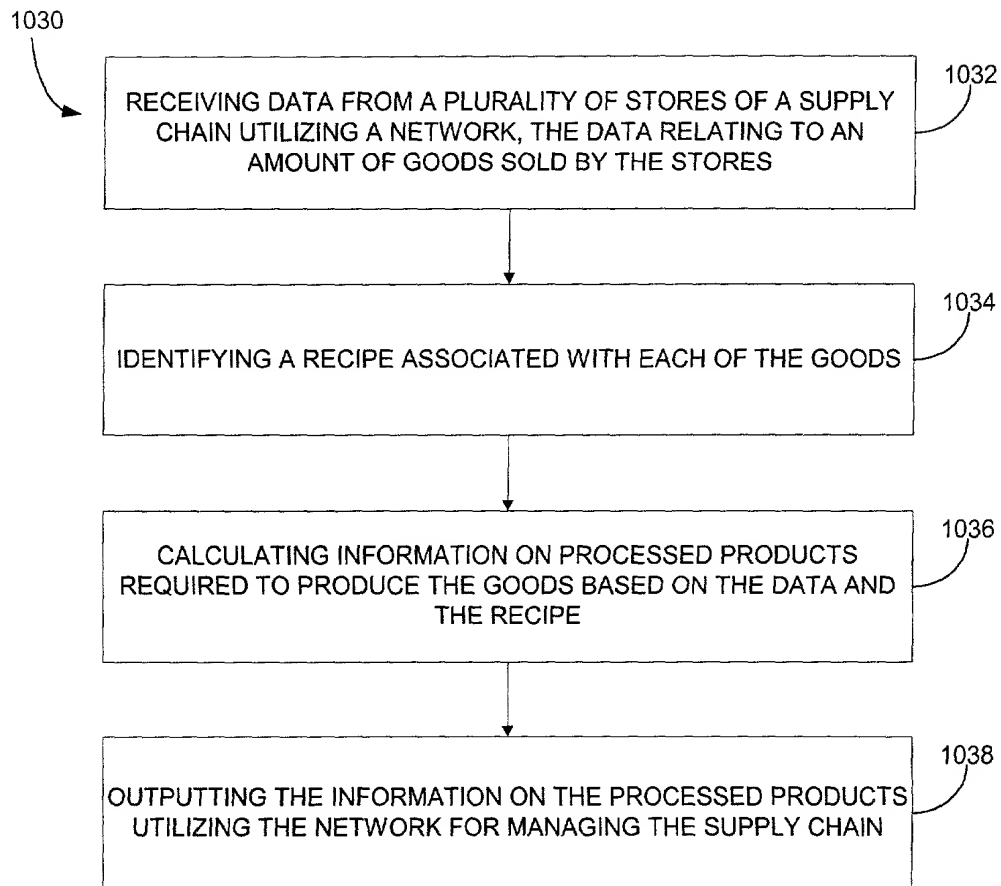 1030
1032
RECEIVING DATA FROM A PLURALITY OF STORES OF A SUPPLY
CHAIN UTILIZING A NETWORK, THE DATA RELATING TO AN
AMOUNT OF GOODS SOLD BY THE STORES
1034
IDENTIFYING A RECIPE ASSOCIATED WITH EACH OF THE GOODS
1036
CALCULATING INFORMATION ON PROCESSED PRODUCTS
REQUIRED TO PRODUCE THE GOODS BASED ON THE DATA AND
THE RECIPE
1038
OUTPUTTING THE INFORMATION ON THE PROCESSED PRODUCTS
UTILIZING THE NETWORK FOR MANAGING THE SUPPLY CHAIN